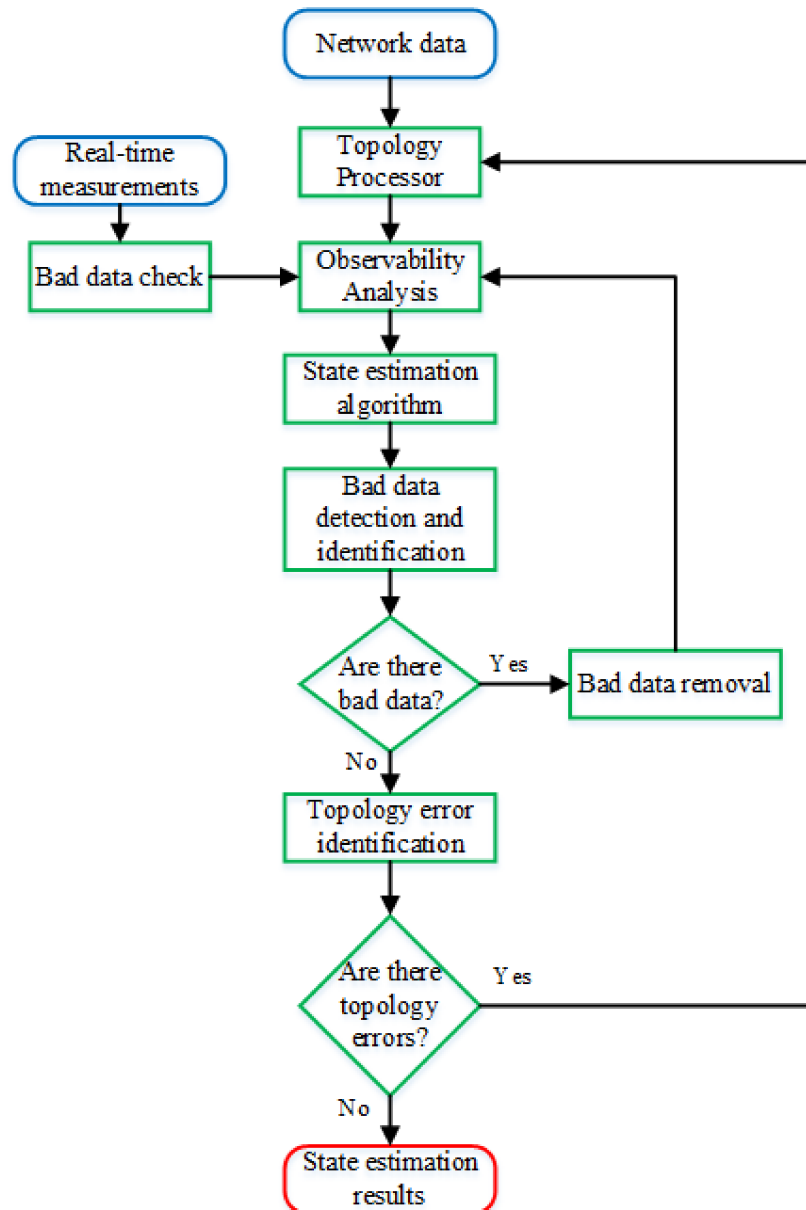 Network data
Topology
Processor
Real-time
measurements
Bad data check
Observability
Analysis
State estimation
algorithm
Bad data
detection and
identification
Are there
bad data?
Yes
Bad data removal
No
Topology error
identification
Are there
topology
errors?
Yes
No
State estimation
results